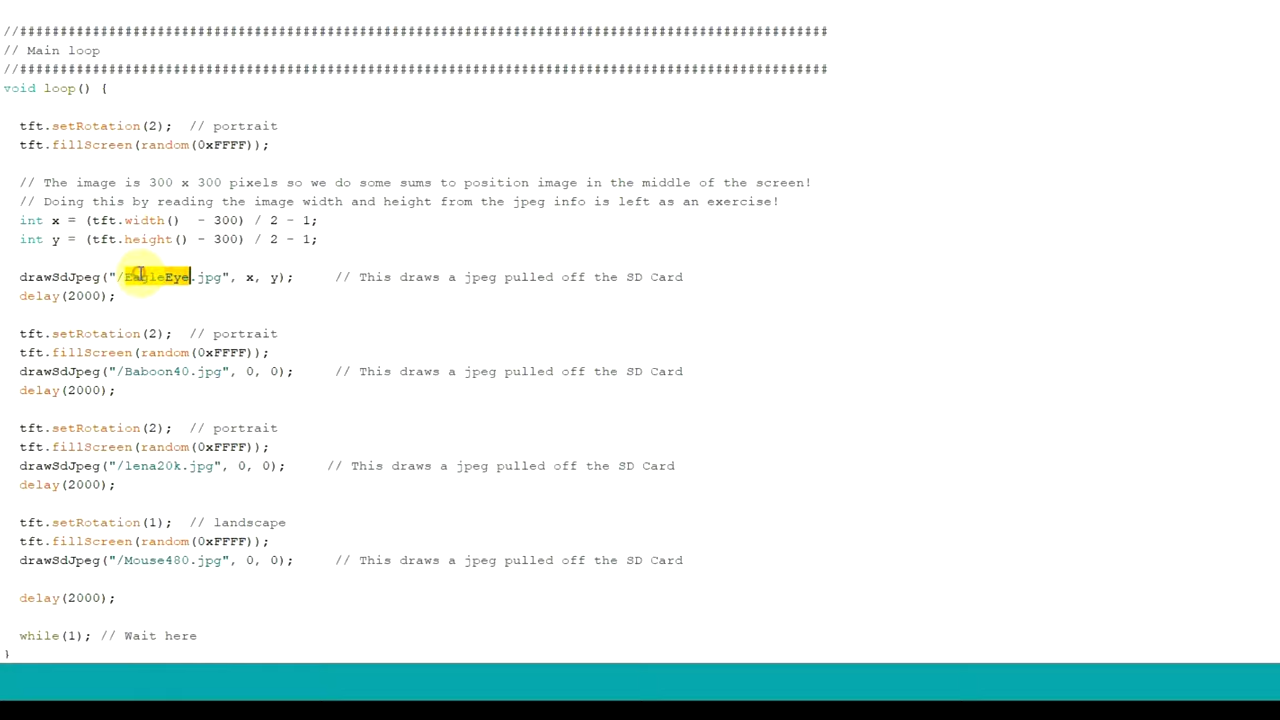 //####################################################################################################
// Main loop
//####################################################################################################
void loop() {
tft.setRotation(2);  // portrait
tft.fillScreen(random(0xFFFF));
// The image is 300 x 300 pixels so we do some sums to position image in the middle of the screen!
// Doing this by reading the image width and height from the jpeg info is left as an exercise!
int x = (tft.width()  - 300) / 2 - 1;
int y = (tft.height() - 300) / 2 - 1;
drawSdJpeg("/EagleEye.jpg", x, y);     // This draws a jpeg pulled off the SD Card
delay(2000);
tft.setRotation(2);  // portrait
tft.fillScreen(random(0xFFFF));
drawSdJpeg("/Baboon40.jpg", 0, 0);     // This draws a jpeg pulled off the SD Card
delay(2000);
tft.setRotation(2);  // portrait
tft.fillScreen(random(0xFFFF));
drawSdJpeg("/lena20k.jpg", 0, 0);     // This draws a jpeg pulled off the SD Card
delay(2000);
tft.setRotation(1);  // landscape
tft.fillScreen(random(0xFFFF));
drawSdJpeg("/Mouse480.jpg", 0, 0);     // This draws a jpeg pulled off the SD Card
delay(2000);
while(1); // Wait here
}